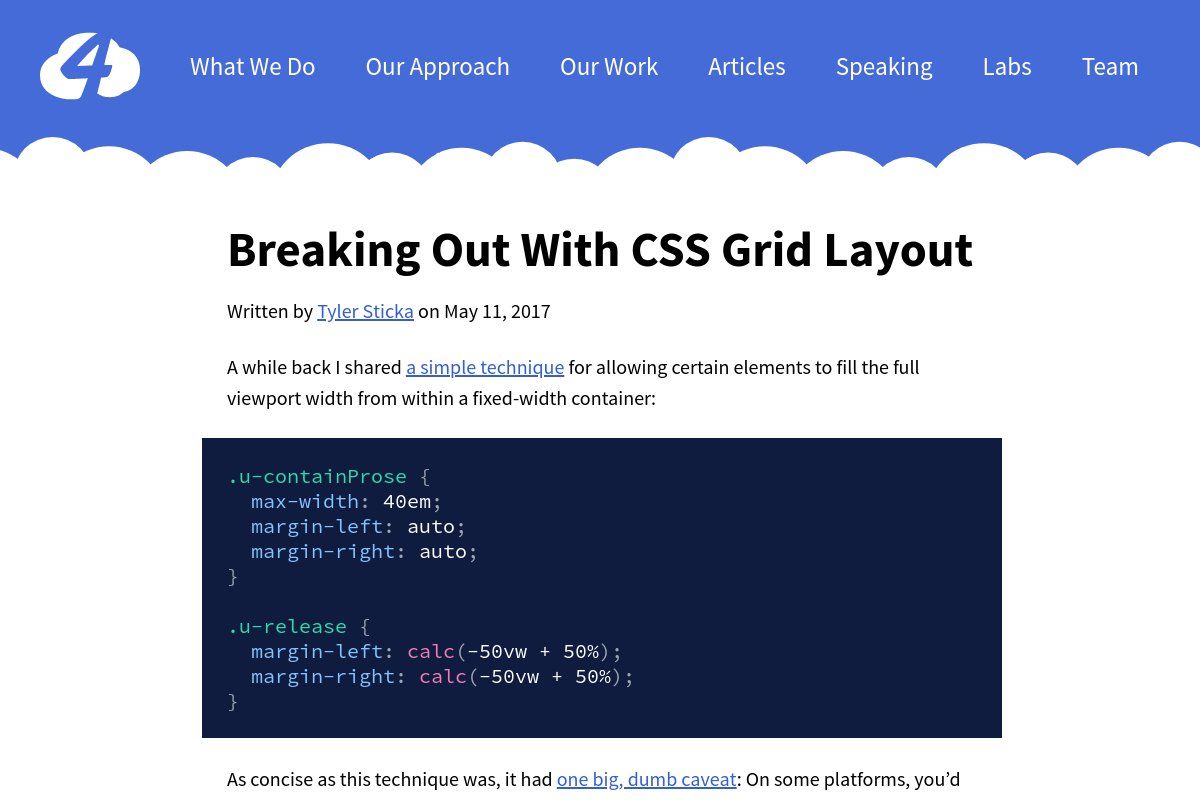 4
What We Do Our Approach Our Work Articles Speaking Labs Team
Breaking Out With CSS Grid Layout
Written by Tyler Sticka on May 11, 2017
A while back I shared a simple technique for allowing certain elements to fill the full
viewport width from within a fixed-width container:
.u-containProse {
  max-width: 40em;
  margin-left: auto;
  margin-right: auto;
}
.u-release {
  margin-left: calc(-50vw + 50%);
  margin-right: calc(-50vw + 50%);
}
As concise as this technique was, it had one big, dumb caveat: On some platforms, you’d